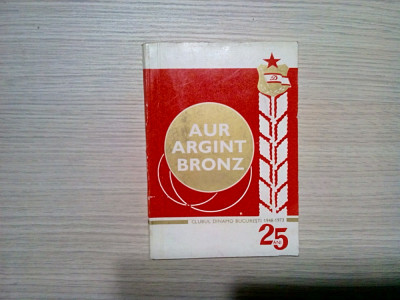 AUR
ARGINT
BRONZ
CLUBUL DINAMO BUCUREȘTI 1948-1973
25
ANI